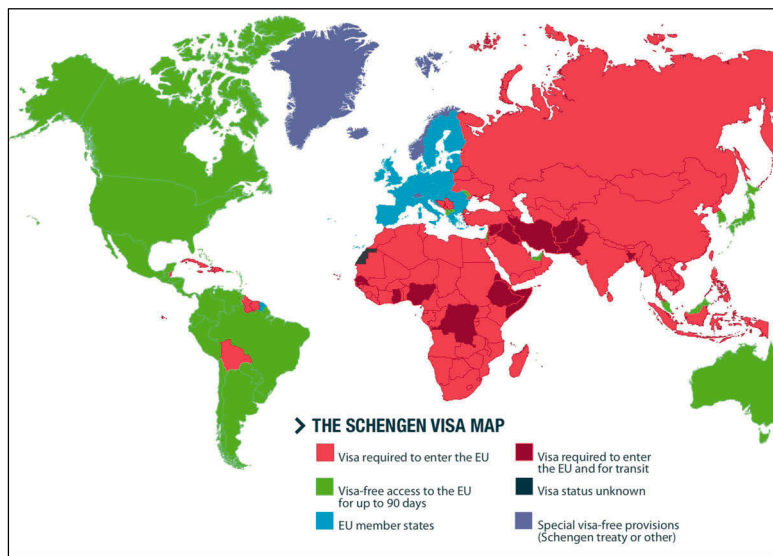 > THE SCHENGEN VISA MAP
Visa required to enter the EU
Visa required to enter
the EU and for transit
Visa-free access to the EU
for up to 90 days
Visa status unknown
EU member states
Special visa-free provisions
(Schengen treaty or other)